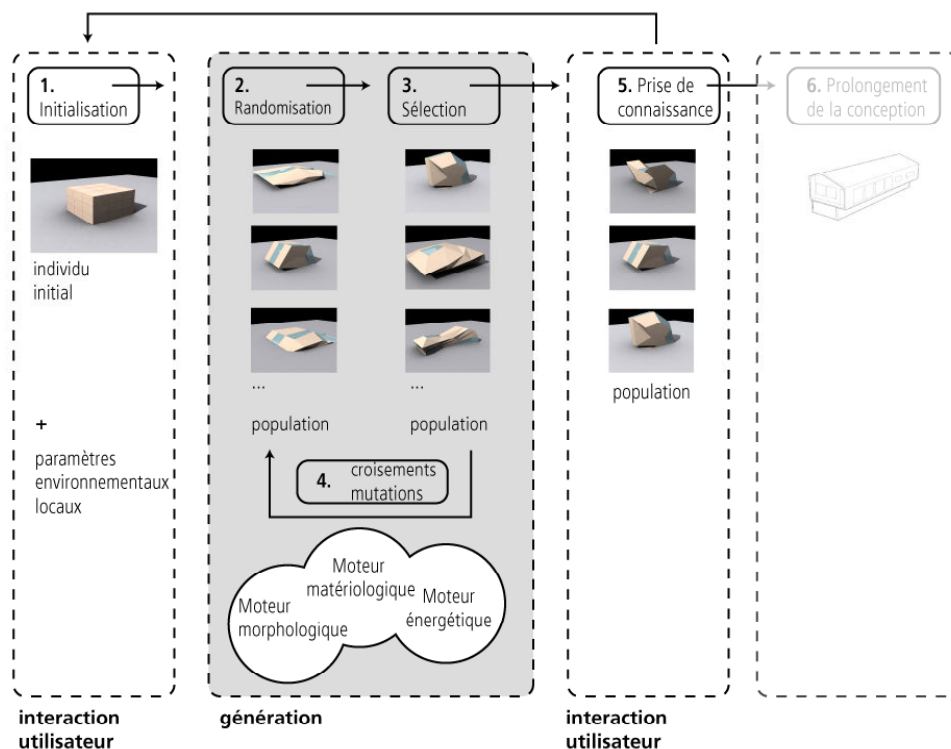 1.
Initialisation
individu
initial
+
paramètres
environnementaux
locaux
interaction
utilisateur
2.
Randomisation
...
population
3.
Sélection
...
population
4. croisements
mutations
Moteur
morphologique
Moteur
matériologique
Moteur
énergétique
génération
5. Prise de
connaissance
population
interaction
utilisateur
6. Prolongement
de la conception